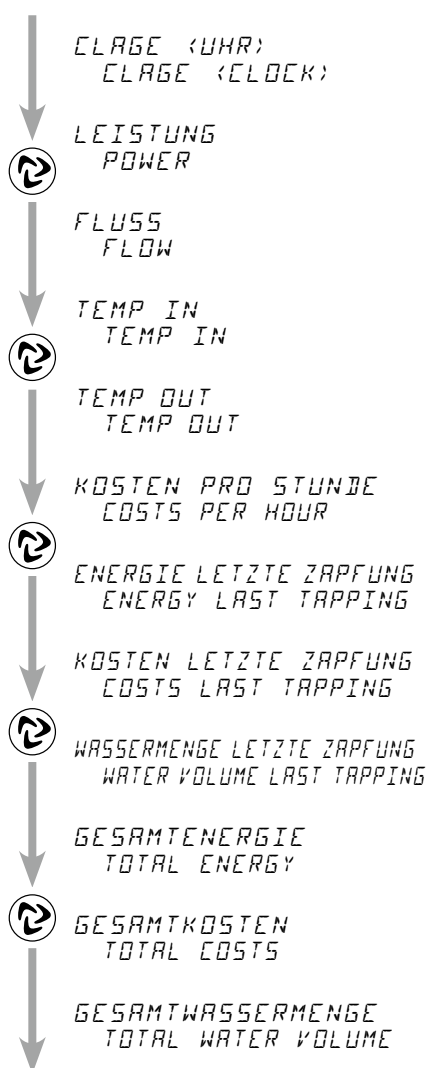 CLAGE (UHR)
CLAGE (CLOCK)
LEISTUNG
POWER
FLUSS
FLOW
TEMP IN
TEMP IN
TEMP OUT
TEMP OUT
KOSTEN PRO STUNDE
COSTS PER HOUR
ENERGIE LETZTE ZAPFUNG
ENERGY LAST TAPPING
KOSTEN LETZTE ZAPFUNG
COSTS LAST TAPPING
WASSERMENGE LETZTE ZAPFUNG
WATER VOLUME LAST TAPPING
GESAMTENERGIE
TOTAL ENERGY
GESAMTKOSTEN
TOTAL COSTS
GESAMTWASSERMENGE
TOTAL WATER VOLUME